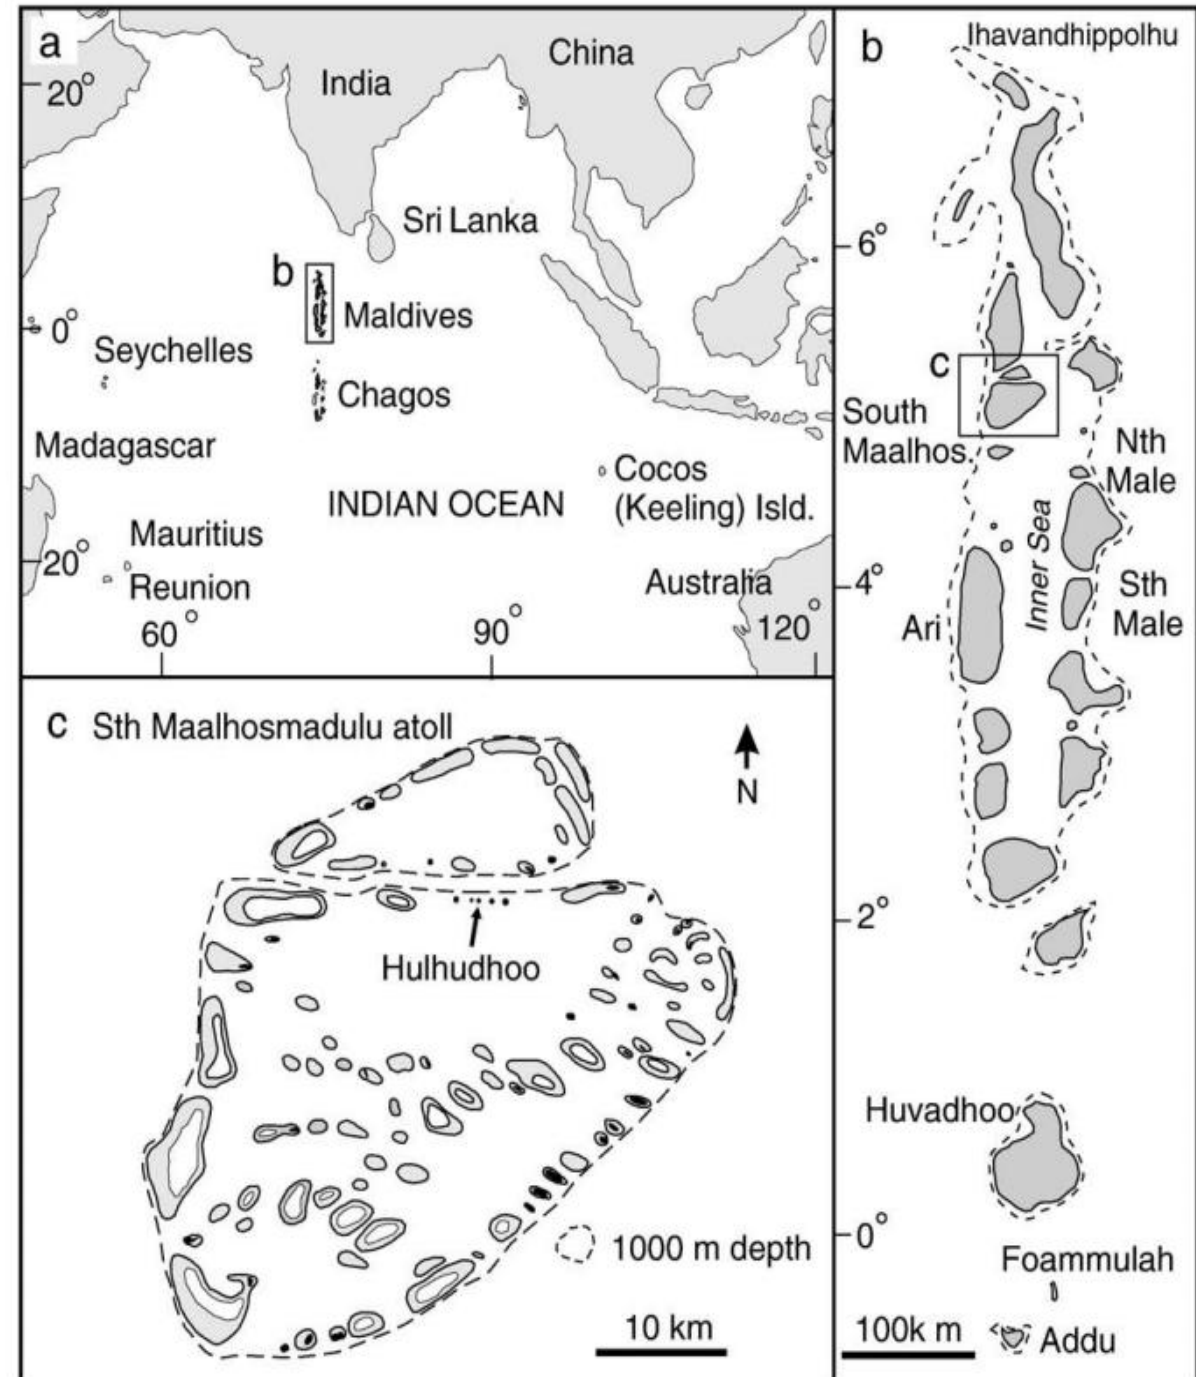 a
China
India
20°
Sri Lanka
b
Maldives
0°
Seychelles
Chagos
Madagascar
Cocos
(Keeling) Isld.
INDIAN OCEAN
Mauritius
20°
Reunion
Australia
60°
90°
120°
b
Ihavandhippolhu
6°
c
South
Maalhos.
Nth
Male
Inner Sea
4°
Sth
Male
Ari
2°
Huvadhoo
0°
Foammulah
100k m
Addu
c Sth Maalhosmadulu atoll
N
Hulhudhoo
1000 m depth
10 km